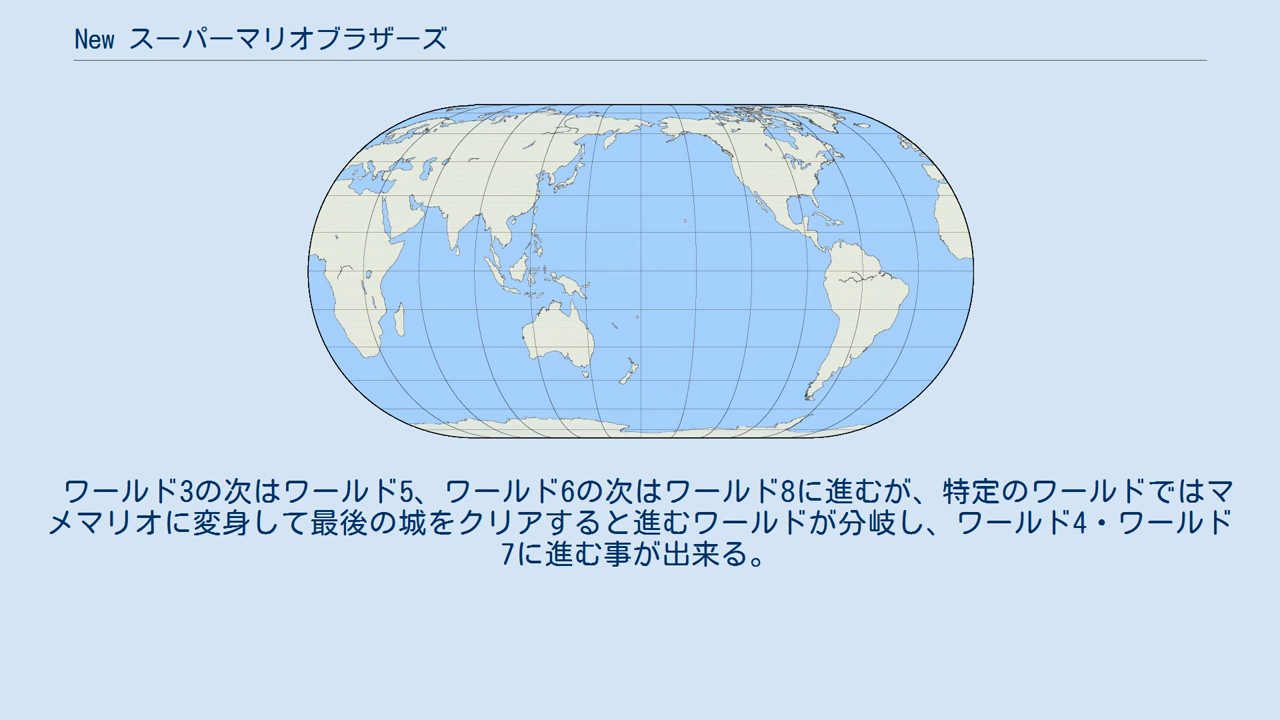 New スーパーマリオブラザーズ
ワールド3の次はワールド5、ワールド6の次はワールド8に進むが、特定のワールドではマ
メマリオに変身して最後の城をクリアすると進むワールドが分岐し、ワールド4・ワールド
7に進む事が出来る。